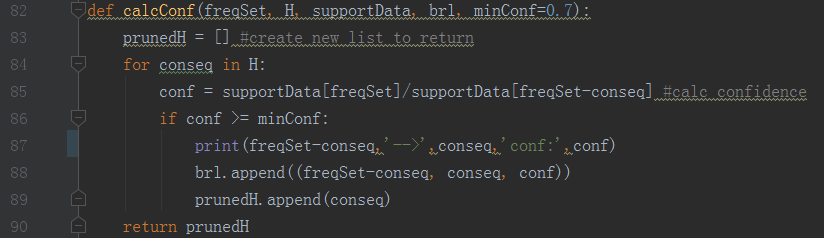 82 def calcConf(freqSet, H, supportData, brl, minConf=0.7):
83     prunedH = [] #create new list to return
84     for conseq in H:
85         conf = supportData[freqSet]/supportData[freqSet-conseq] #calc confidence
86         if conf >= minConf:
87             print(freqSet-conseq,'-->',conseq,'conf:',conf)
88             brl.append((freqSet-conseq, conseq, conf))
89             prunedH.append(conseq)
90     return prunedH